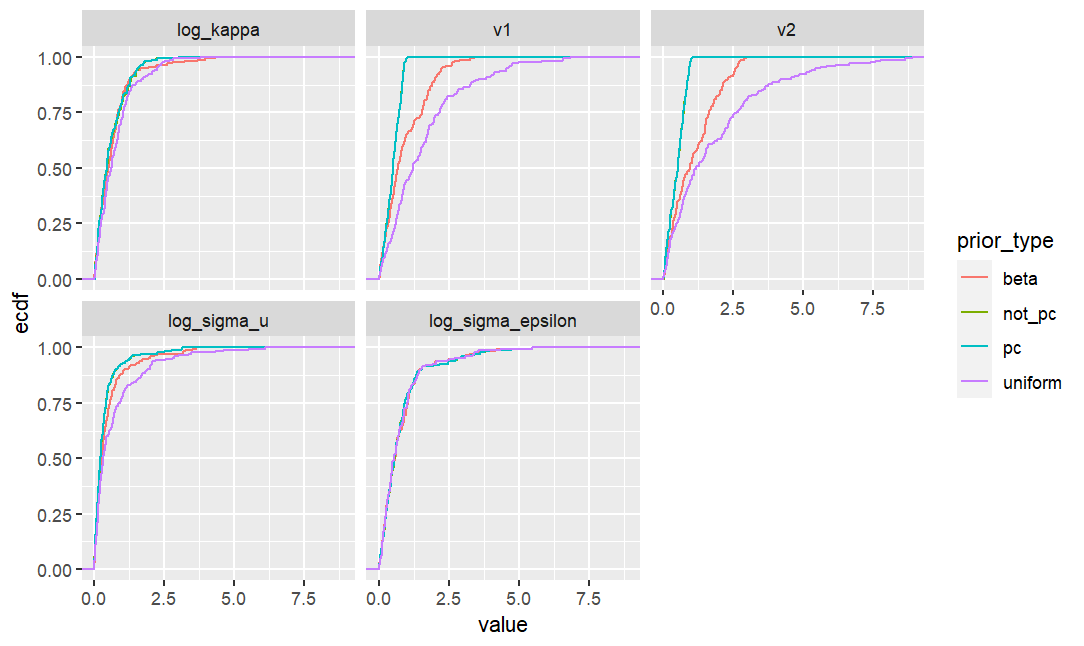 log_kappa
v1
v2
1.00
0.75
0.50
0.25
0.00
0.0 2.5 5.0 7.5
log_sigma_u
log_sigma_epsilon
1.00
0.75
0.50
0.25
0.00
0.0 2.5 5.0 7.5
0.0 2.5 5.0 7.5
value
ecdf
prior_type
beta
not_pc
pc
uniform